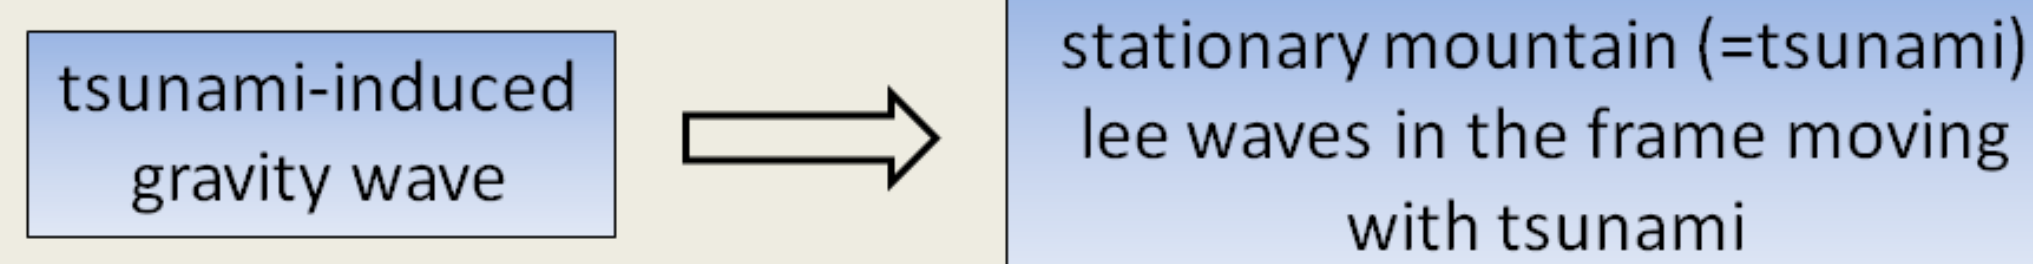 tsunami-induced
gravity wave
stationary mountain (=tsunami)
lee waves in the frame moving
with tsunami